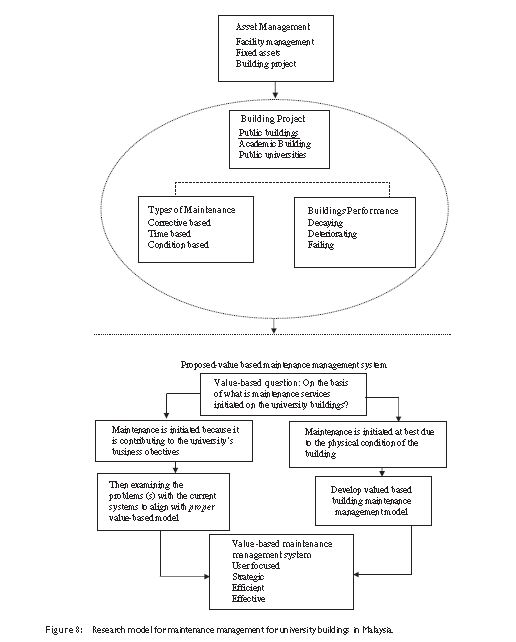 Asset Management
Facility management
Fixed assets
Building project
Building Project
Public buildings
Academic Building
Public universities
Types of Maintenance
Corrective based
Time based
Condition based
Buildings Performance
Decaying
Deteriorating
Failing
Proposed-value based maintenance management system
Value-based question: On the basis
of what is maintenance services
initiated on the university buildings?
Maintenance is initiated because it
is contributing to the university's
business obectives
Maintenance is initiated at best due
to the physical condition of the
building
Then examining the
problems (s) with the current
systems to align with proper
value-based model
Develop valued based
building maintenance
management model
Value-based maintenance
management system
User focused
Strategic
Efficient
Effective
Figure 8: Research model for maintenance management for university buildings in Malaysia.